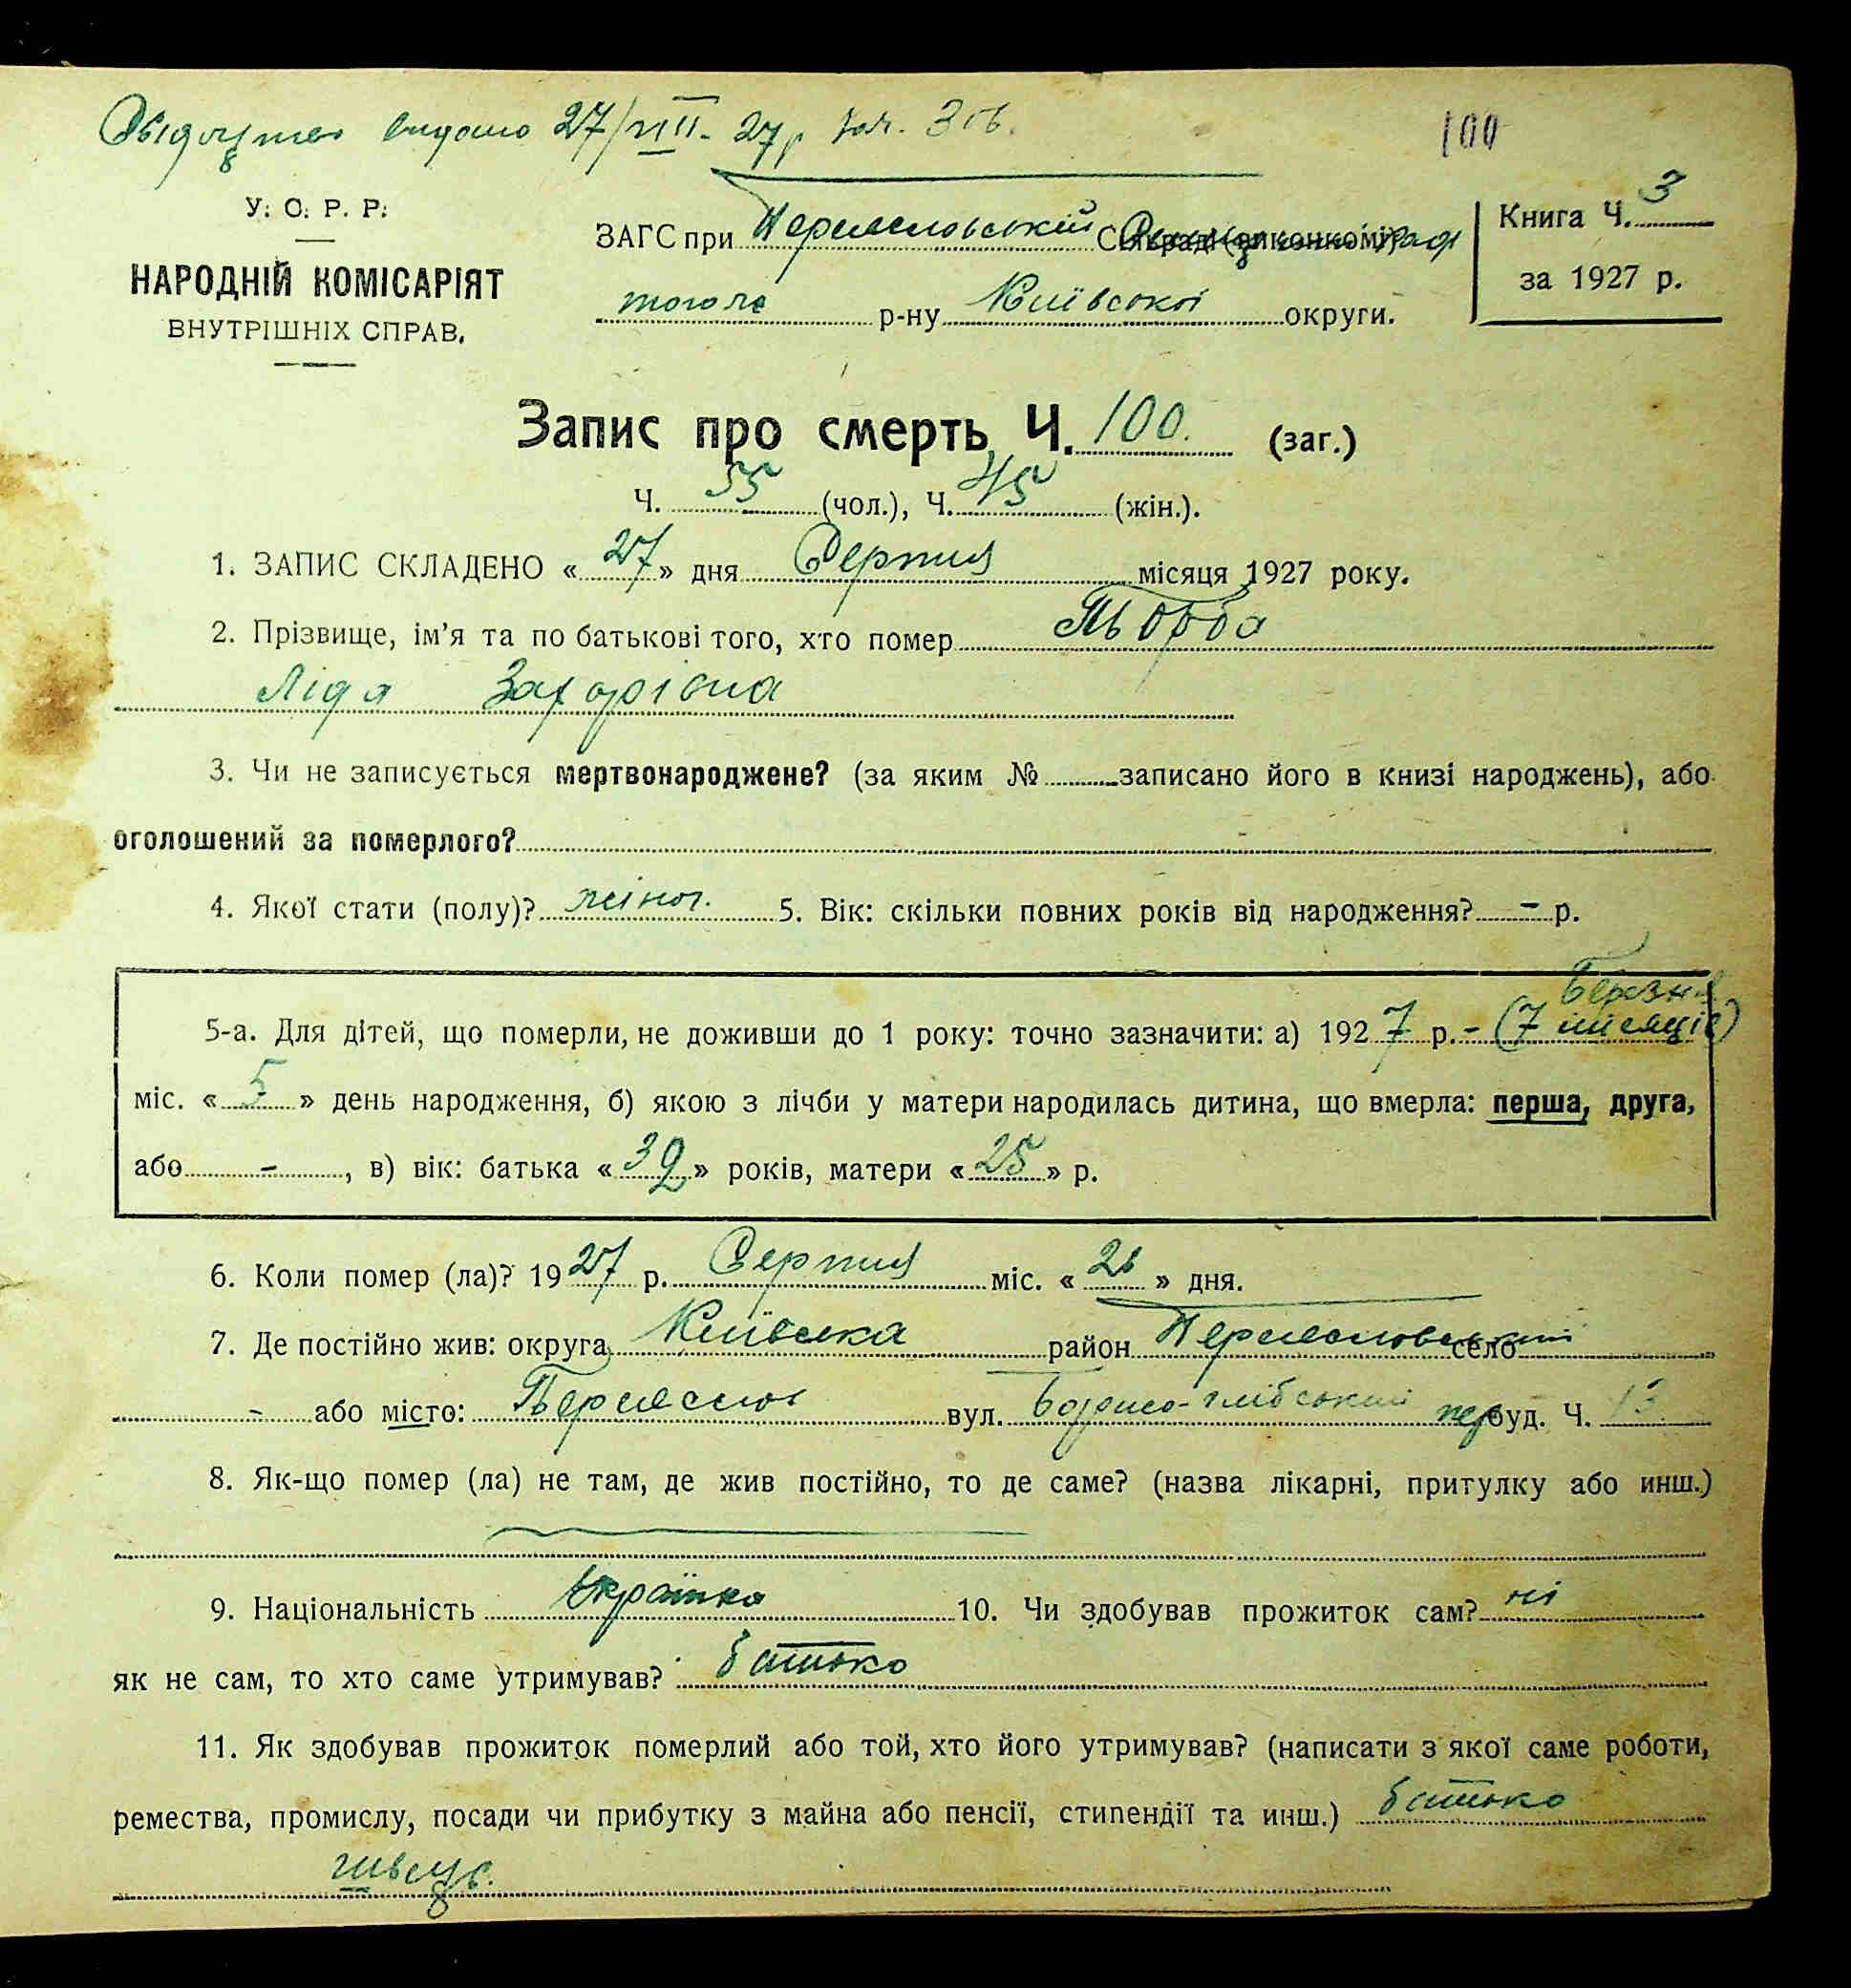 Свідоцтво видано 27/VIII-27р
100
У. С. Р. Р.
НАРОДНІЙ КОМІСАРІЯТ
ВНУТРІШНІХ СПРАВ.
ЗАГС при Переяславській Сільраді (виконкомі)
того ж р-ну Київської округи.
Книга Ч. 3
за 1927 р.
Запис про смерть Ч. 100. (заг.)
Ч. 55 (чол.), Ч. 45 (жін.).
1. ЗАПИС СКЛАДЕНО « 27 » дня Серпня місяця 1927 року.
2. Прізвище, ім’я та по батькові того, хто помер
Ліда Захарівна
3. Чи не записується мертвонароджене? (за яким № записано його в книзі народжень), або
оголошений за померлого?
4. Якої стати (полу)? жіноч. 5. Вік: скільки повних років від народження? - р.
Березня
5-а. Для дітей, що померли, не доживши до 1 року: точно зазначити: а) 1927 р. - (7 місяців)
міс. « 5 » день народження, б) якою з лічби у матери народилась дитина, що вмерла: перша, друга,
або - , в) вік: батька « 39 » років, матери « 25 » р.
6. Коли помер (ла)? 1927 р. Серпня міс. « 26 » дня.
7. Де постійно жив: округа Київська район Переяславський село
- або місто: Переяслов вул. Борисо-глібський пер буд. Ч. 13
8. Як-що помер (ла) не там, де жив постійно, то де саме? (назва лікарні, притулку або инш.)
9. Національність Українка 10. Чи здобував прожиток сам? ні
як не сам, то хто саме утримував? батько
11. Як здобував прожиток померлий або той, хто його утримував? (написати з якої саме роботи,
ремества, промислу, посади чи прибутку з майна або пенсії, стипендії та инш.) батько
швець.